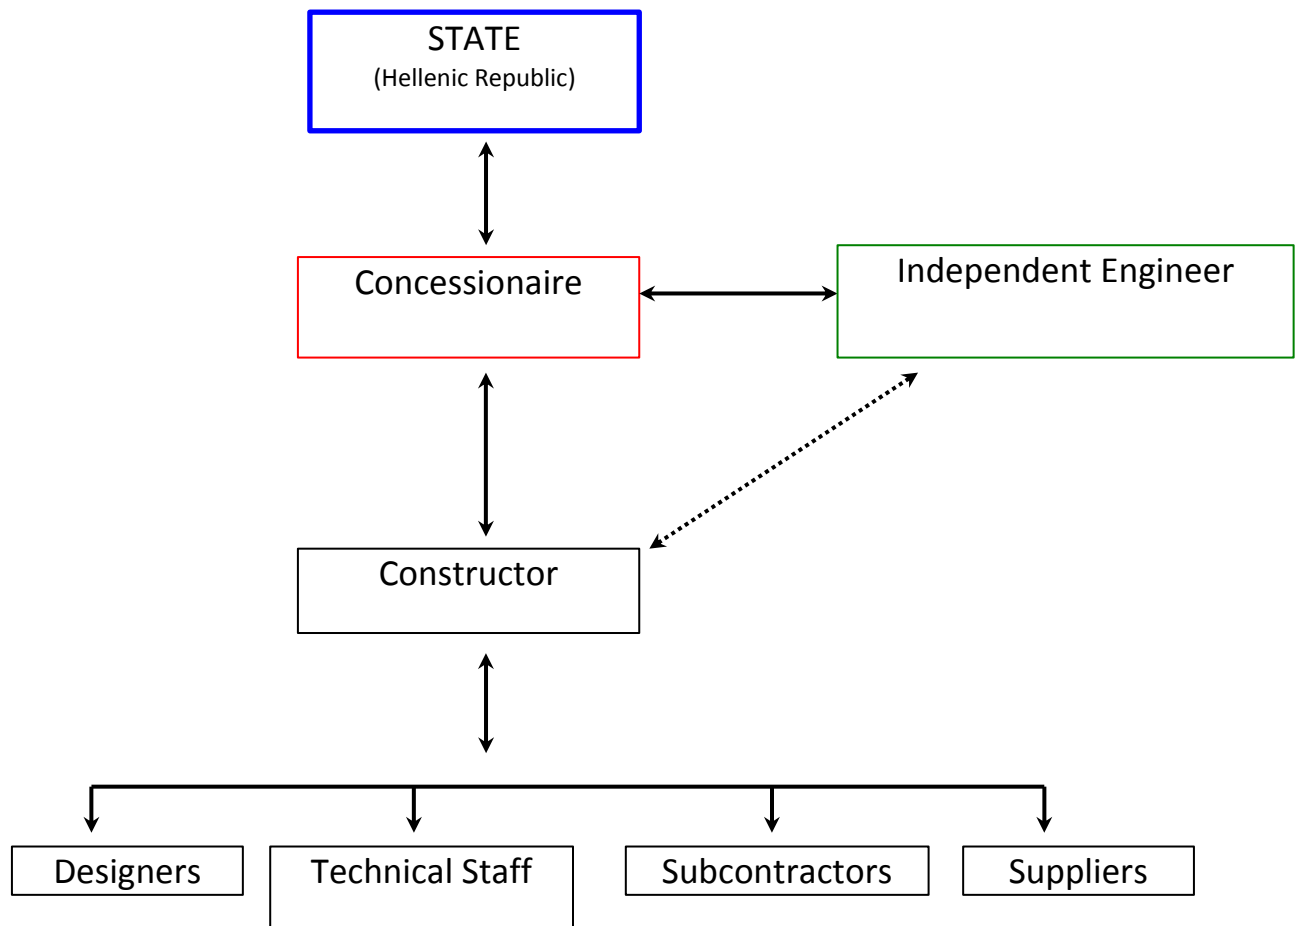 STATE
(Hellenic Republic)
Concessionaire
Independent Engineer
Constructor
Designers
Technical Staff
Subcontractors
Suppliers